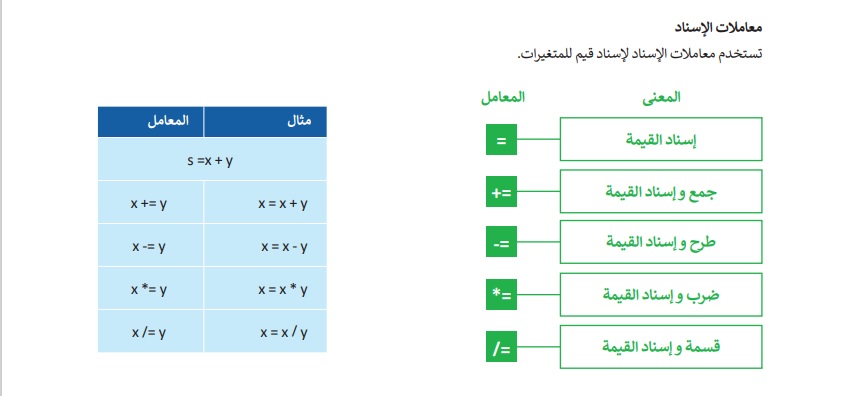 معاملات الإسناد
تستخدم معاملات الإسناد لإسناد قيم للمتغيرات.
المعنى المعامل
إسناد القيمة =
جمع و إسناد القيمة +=
طرح و إسناد القيمة -=
ضرب و إسناد القيمة *=
قسمة و إسناد القيمة /=
مثال المعامل
s =x + y
x = x + y x += y
x = x - y x -= y
x = x * y x *= y
x = x / y x /= y